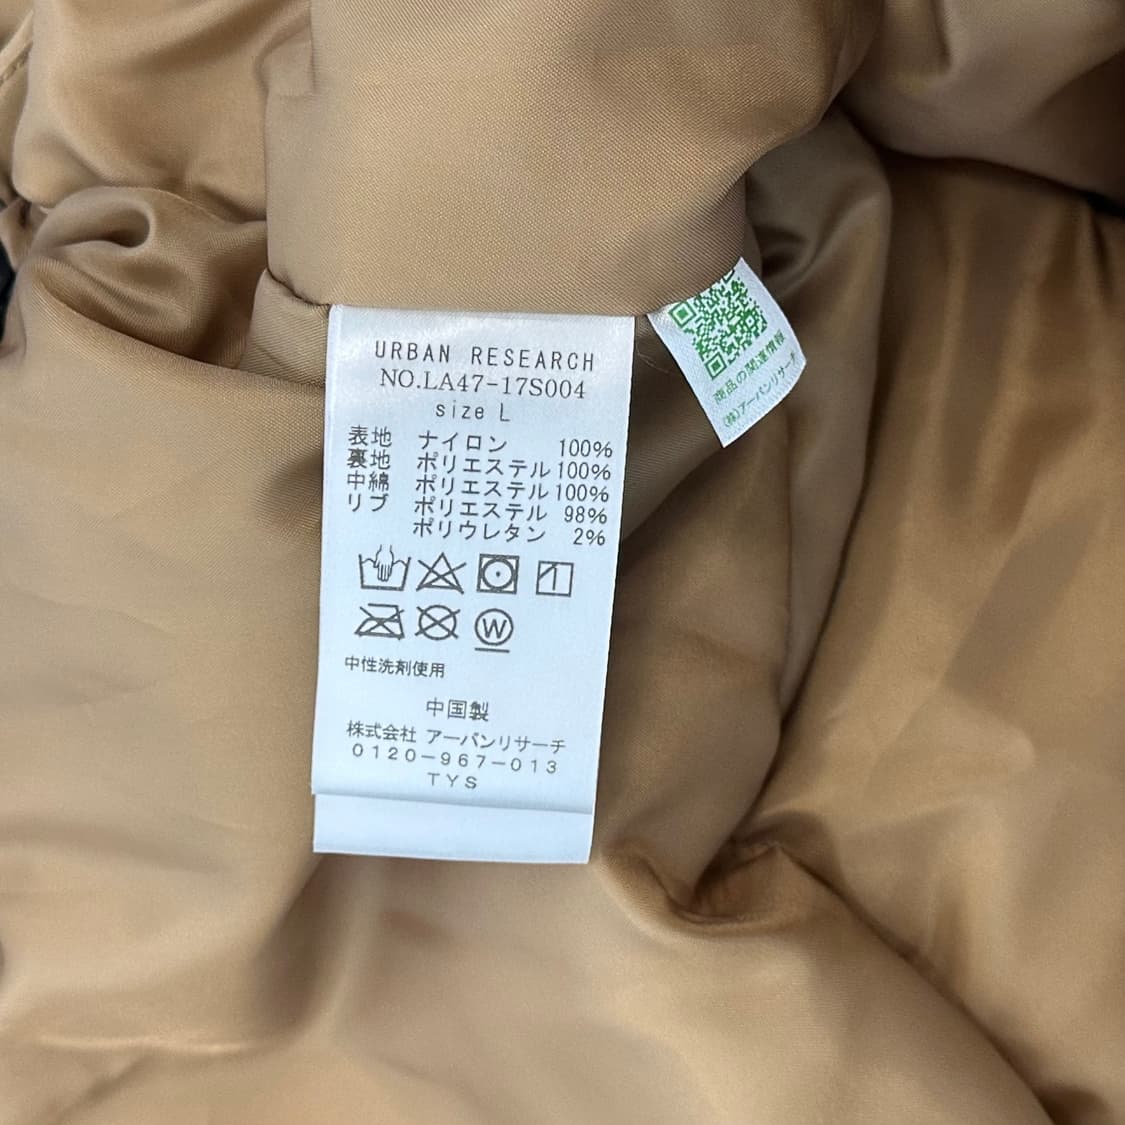 URBAN RESEARCH
NO.LA47-17S004
size L
表地 ナイロン 100%
裏地 ポリエステル 100%
中綿 ポリエステル 100%
リブ ポリエステル 98%
ポリウレタン 2%
W
中性洗剤使用
中国製
株式会社 アーバンリサーチ
0120-967-013
TYS
商品の関連情報
(株)アーバンリサーチ